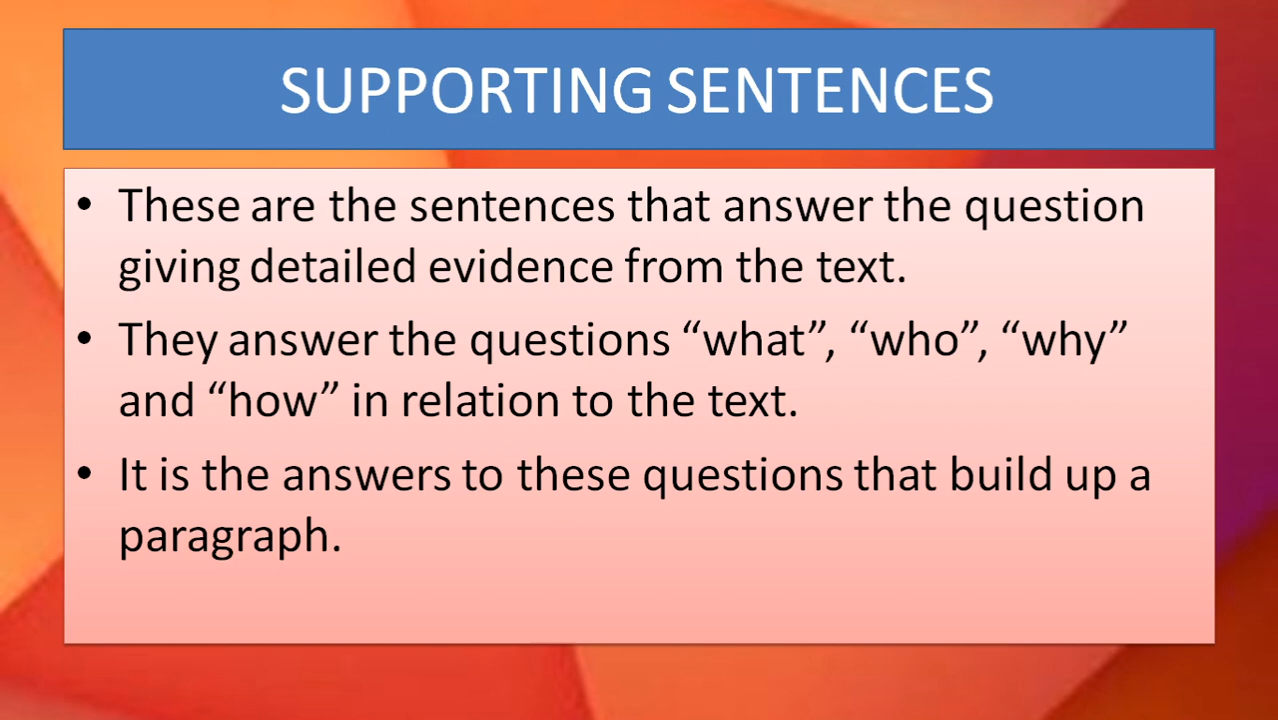 SUPPORTING SENTENCES
• These are the sentences that answer the question
giving detailed evidence from the text.
• They answer the questions “what”, “who”, “why”
and “how” in relation to the text.
• It is the answers to these questions that build up a
paragraph.